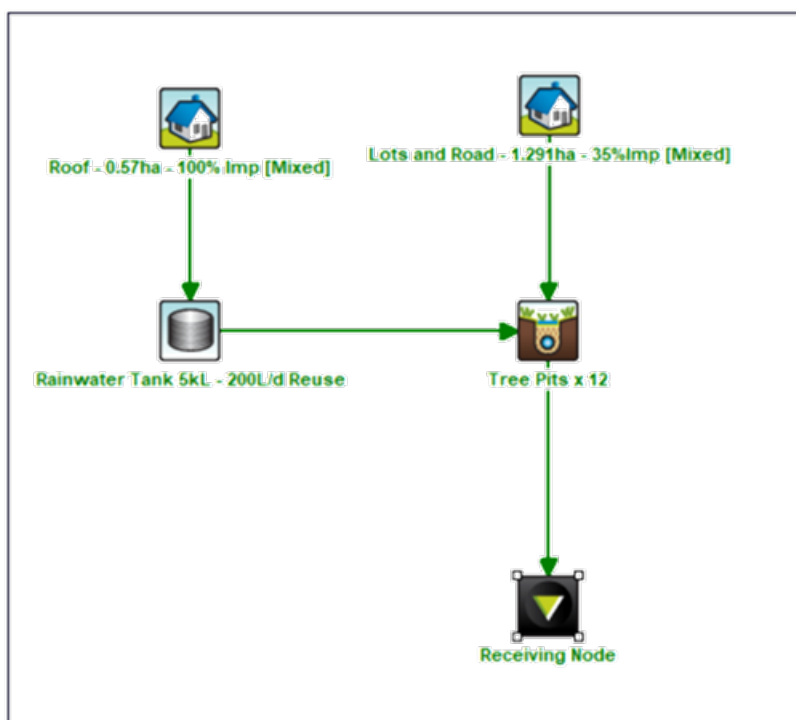 Roof - 0.57ha - 100% Imp [Mixed]
Lots and Road - 1.291ha - 35%Imp [Mixed]
Rainwater Tank 5kL - 200L/d Reuse
Tree Pits x 12
Receiving Node